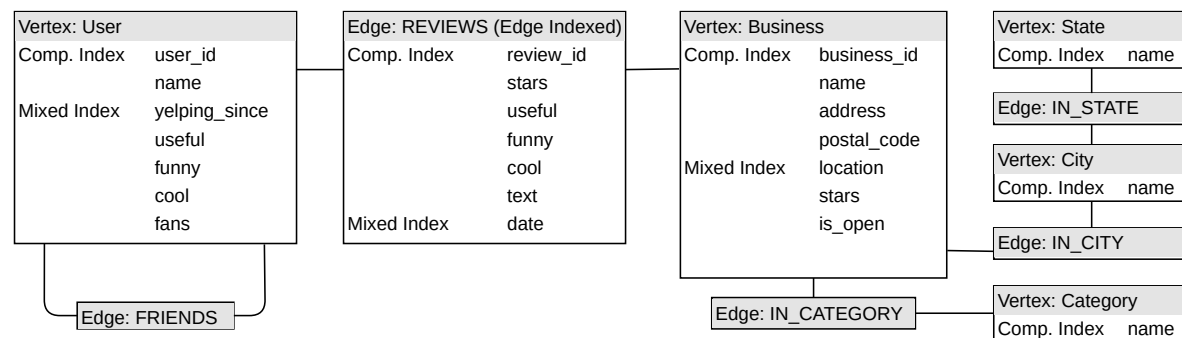 Vertex: User
Comp. Index user_id
name
Mixed Index yelping_since
useful
funny
cool
fans
Edge: FRIENDS
Edge: REVIEWS (Edge Indexed)
Comp. Index review_id
stars
useful
funny
cool
text
Mixed Index date
Vertex: Business
Comp. Index business_id
name
address
postal_code
Mixed Index location
stars
is_open
Edge: IN_CATEGORY
Vertex: State
Comp. Index name
Edge: IN_STATE
Vertex: City
Comp. Index name
Edge: IN_CITY
Vertex: Category
Comp. Index name